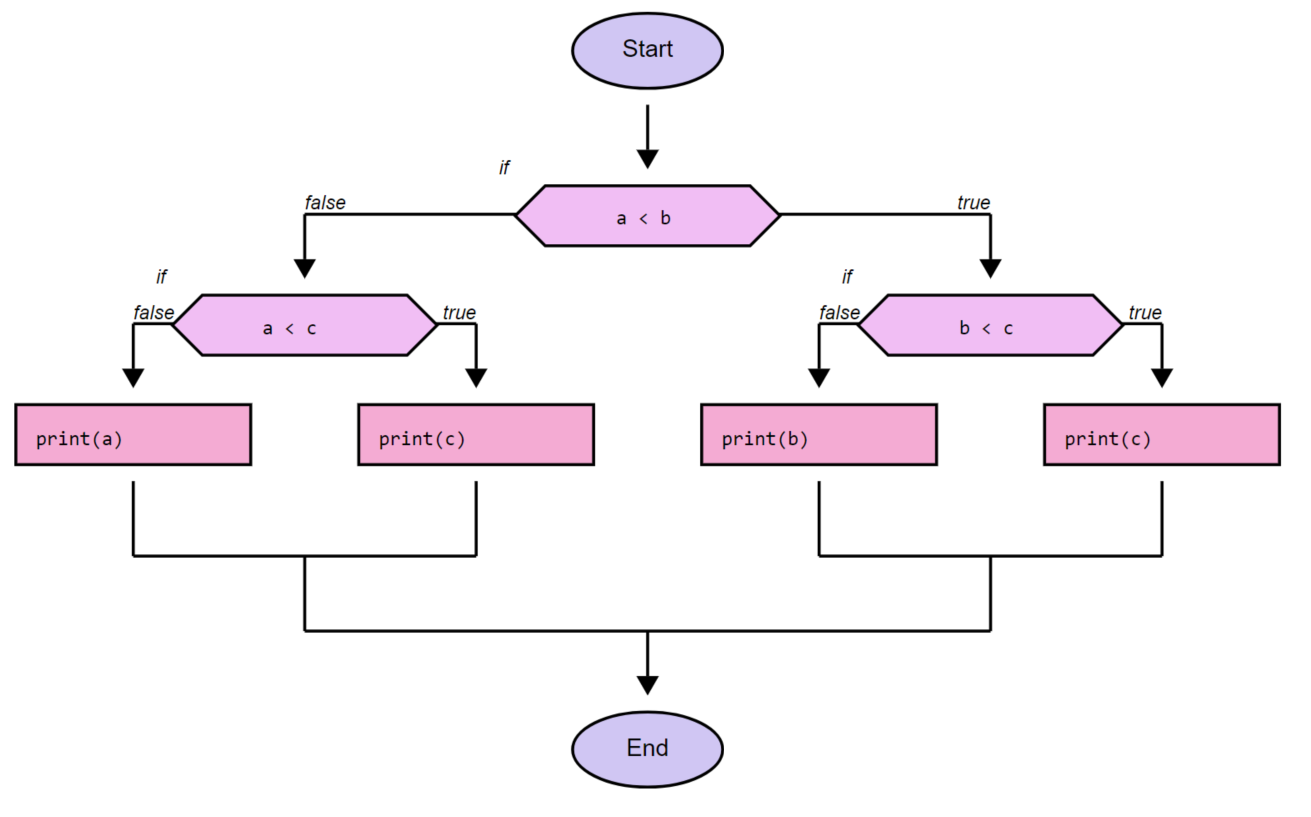 Start
if
false
true
a < b
if
if
false
true
false
true
a < c
b < c
print(a)
print(c)
print(b)
print(c)
End